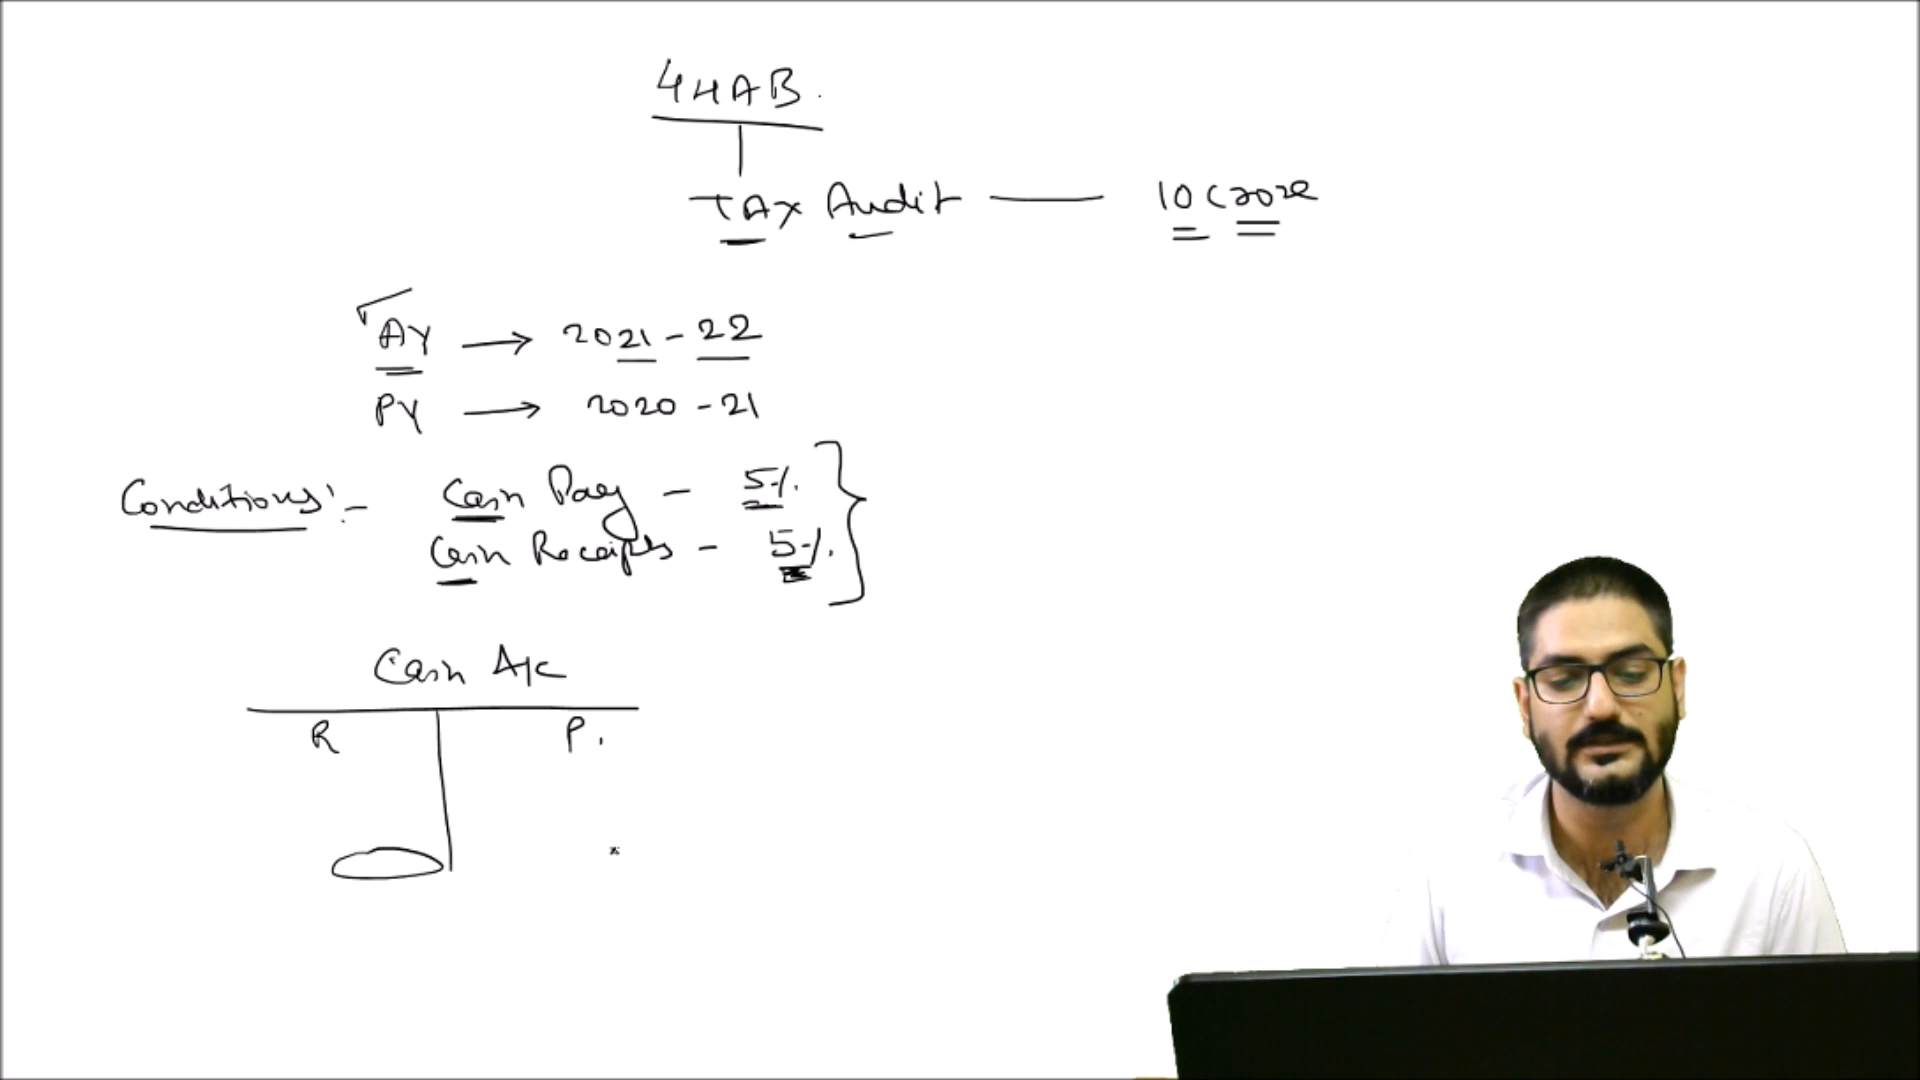 44AB.
TAX Audit — 10 Crore
AY → 2021-22
PY → 2020-21
Conditions:- Cash Pay - 5%.
Cash Receipts - 5%.
Cash A/c
R P.